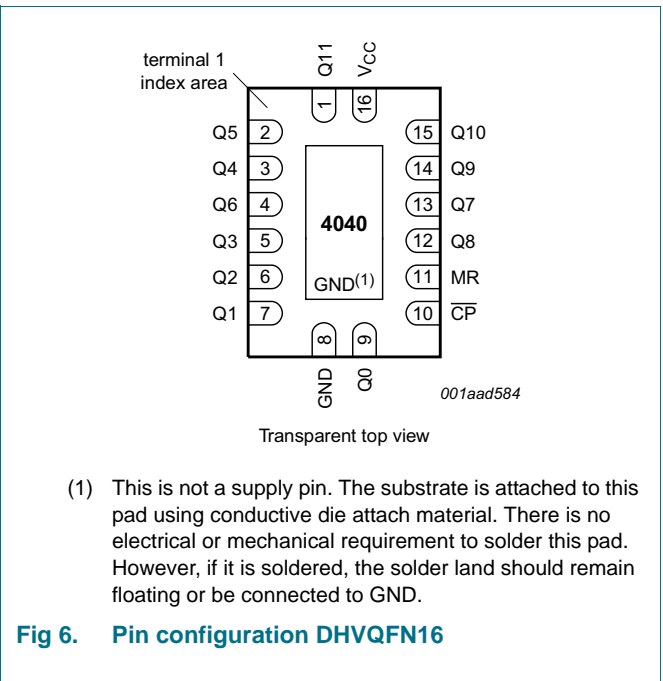 terminal 1
index area
Q11
VCC
1
16
Q5 2
15 Q10
Q4 3
14 Q9
Q6 4
13 Q7
4040
Q3 5
12 Q8
Q2 6
GND(1)
11 MR
Q1 7
10 C̅P̅
8
9
GND
Q0
001aad584
Transparent top view
(1) This is not a supply pin. The substrate is attached to this
pad using conductive die attach material. There is no
electrical or mechanical requirement to solder this pad.
However, if it is soldered, the solder land should remain
floating or be connected to GND.
Fig 6. Pin configuration DHVQFN16